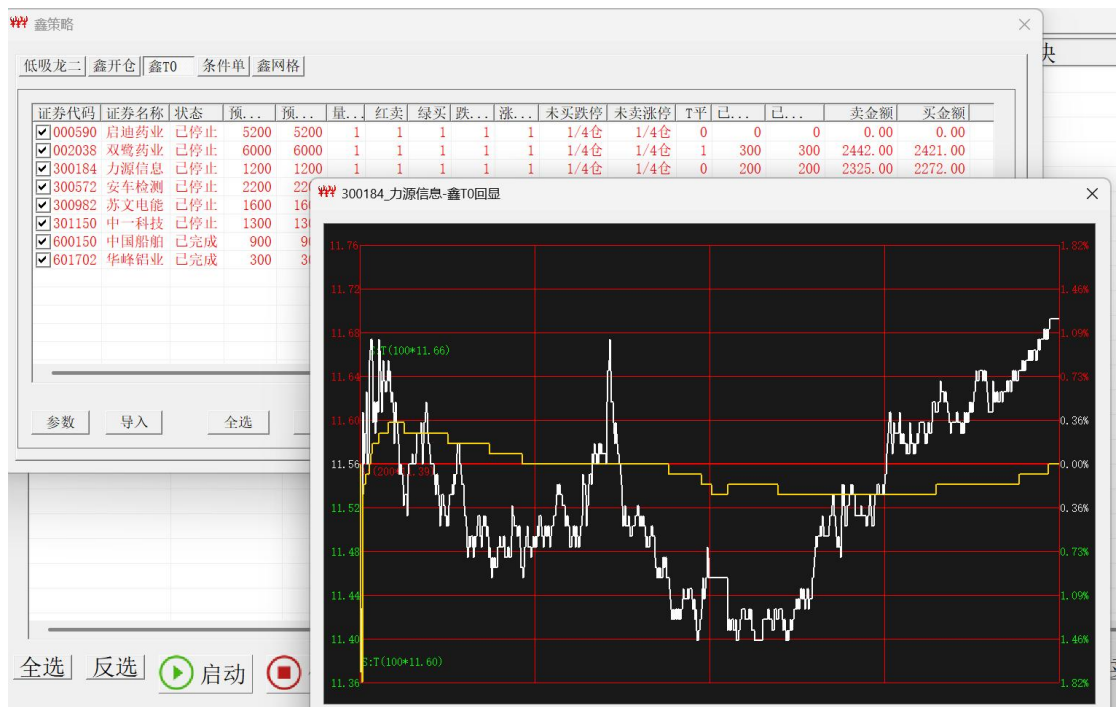 鑫策略
低吸龙二 鑫开仓 鑫T0 条件单 鑫网格
证券代码 证券名称 状态 预... 预... 量... 红卖 绿买 跌... 涨... 未买跌停 未卖涨停 T平 已... 已... 卖金额 买金额
000590 启迪药业 已停止 5200 5200 1 1 1 1 1 1/4仓 1/4仓 0 0 0 0.00 0.00
002038 双鹭药业 已停止 6000 6000 1 1 1 1 1 1/4仓 1/4仓 1 300 300 2442.00 2421.00
300184 力源信息 已停止 1200 1200 1 1 1 1 1 1/4仓 1/4仓 0 200 200 2325.00 2272.00
300572 安车检测 已停止 2200
300982 苏文电能 已停止 1600
301150 中一科技 已停止 1300
600150 中国船舶 已完成 900
601702 华峰铝业 已完成 300
参数 导入 全选
300184_力源信息-鑫T0回显
11.76 1.82%
11.72 1.46%
11.68 1.09%
S:T(100*11.66)
11.64 0.73%
11.60 0.36%
11.56 0.00%
11.52 0.36%
11.48 0.73%
11.44 1.09%
11.40 1.46%
S:T(100*11.60)
11.36 1.82%
全选 反选 启动